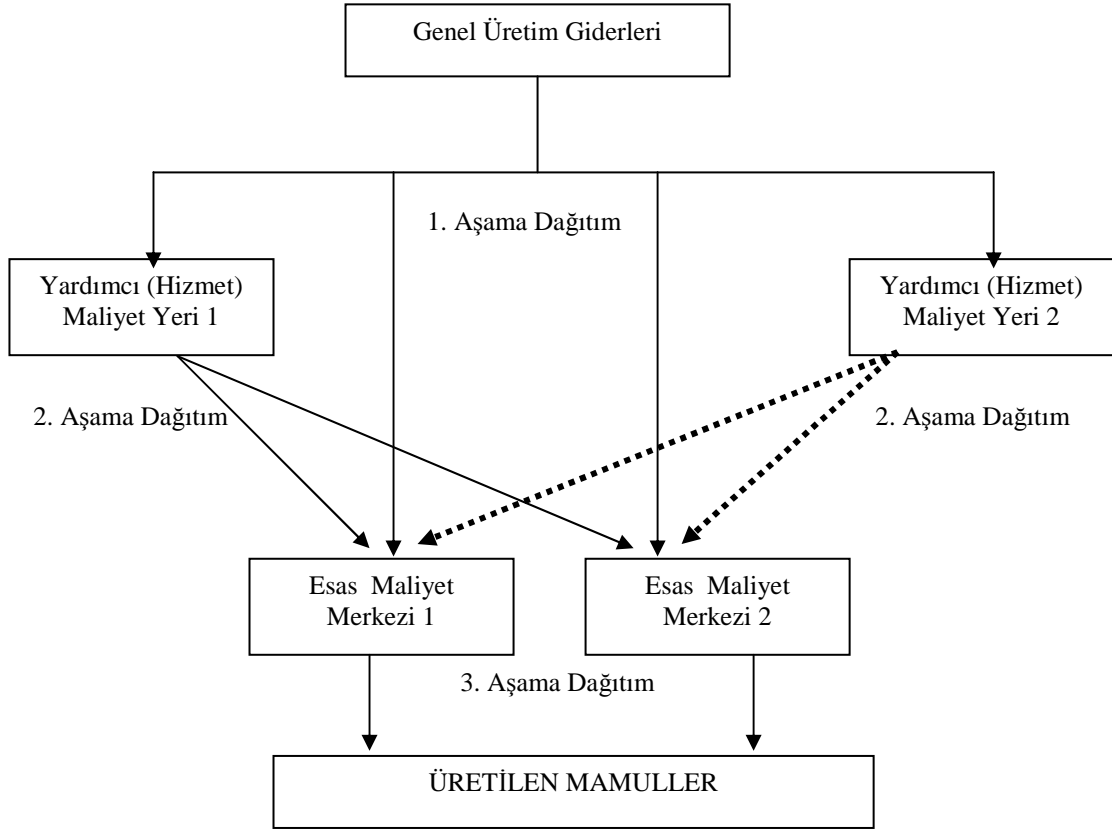 Genel Üretim Giderleri
1. Aşama Dağıtım
Yardımcı (Hizmet)
Maliyet Yeri 1
Yardımcı (Hizmet)
Maliyet Yeri 2
2. Aşama Dağıtım
2. Aşama Dağıtım
Esas Maliyet
Merkezi 1
Esas Maliyet
Merkezi 2
3. Aşama Dağıtım
ÜRETİLEN MAMULLER